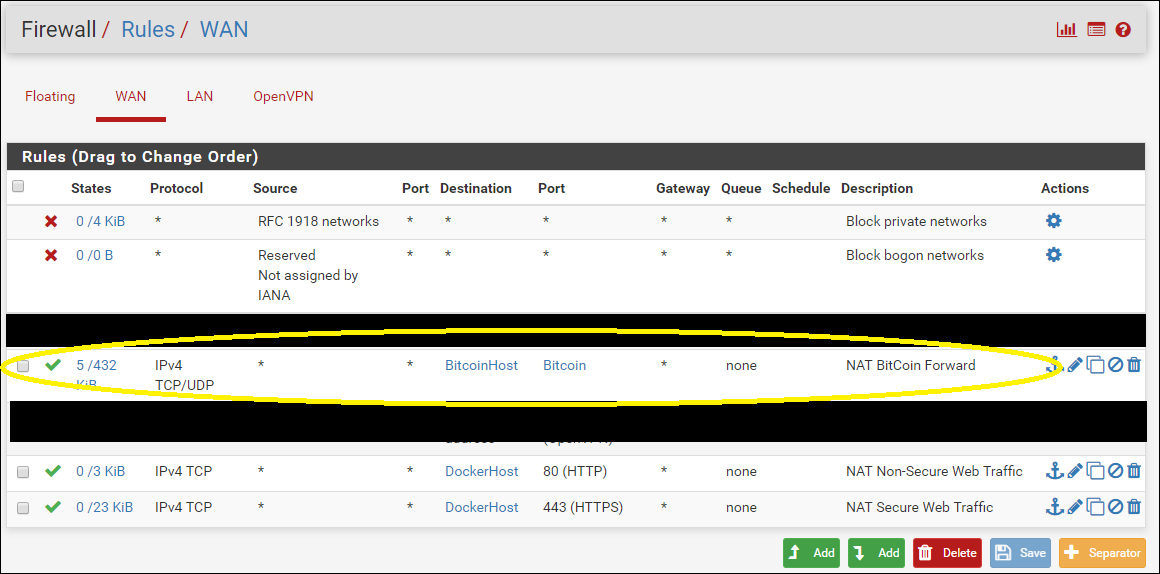 Firewall / Rules / WAN
Floating WAN LAN OpenVPN
Rules (Drag to Change Order)
States Protocol Source Port Destination Port Gateway Queue Schedule Description Actions
0 /4 KiB * RFC 1918 networks * * * * * Block private networks
0 /0 B * Reserved * * * * * Block bogon networks
Not assigned by
IANA
5 /432 IPv4 * * BitcoinHost Bitcoin * none NAT BitCoin Forward
KiB TCP/UDP
0 /3 KiB IPv4 TCP * * DockerHost 80 (HTTP) * none NAT Non-Secure Web Traffic
0 /23 KiB IPv4 TCP * * DockerHost 443 (HTTPS) * none NAT Secure Web Traffic
Add Add Delete Save Separator